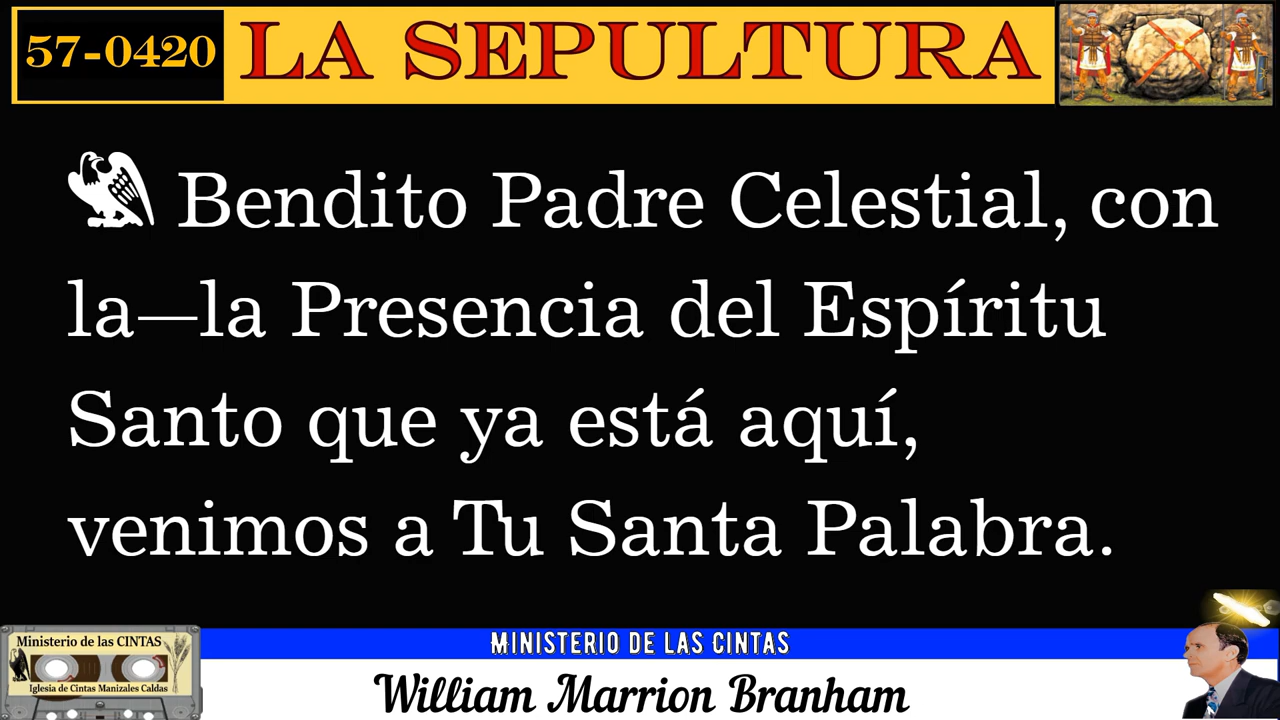 57-0420 LA SEPULTURA
Bendito Padre Celestial, con
la—la Presencia del Espíritu
Santo que ya está aquí,
venimos a Tu Santa Palabra.
MINISTERIO DE LAS CINTAS
William Marrion Branham
Ministerio de las CINTAS
Iglesia de Cintas Manizales Caldas